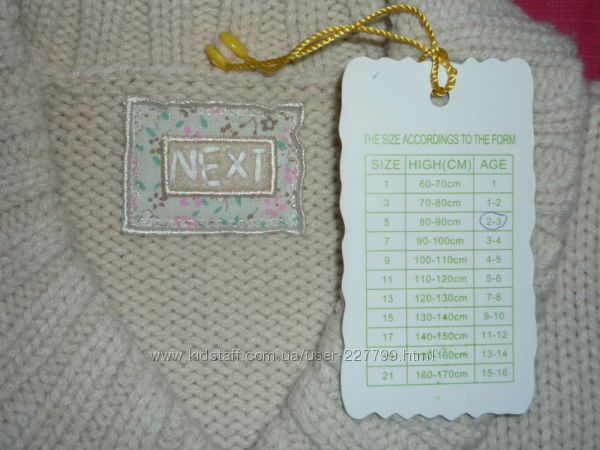 NEXT
THE SIZE ACCORDINGS TO THE FORM
SIZE HIGH(CM) AGE
1 60-70cm 1
3 70-80cm 1-2
5 80-90cm 2-3
7 90-100cm 3-4
9 100-110cm 4-5
11 110-120cm 5-6
13 120-130cm 7-8
15 130-140cm 9-10
17 140-150cm 11-12
-160cm 13-14
21 160-170cm 15-16
www.kidstaff.com.ua/user-227799.html